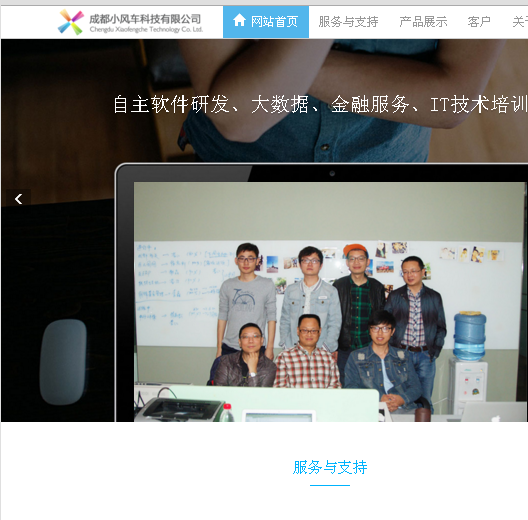 成都小风车科技有限公司
Chengdu Xiaofengche Technology Co. Ltd.
网站首页 服务与支持 产品展示 客户 关
自主软件研发、大数据、金融服务、IT技术培训
服务与支持